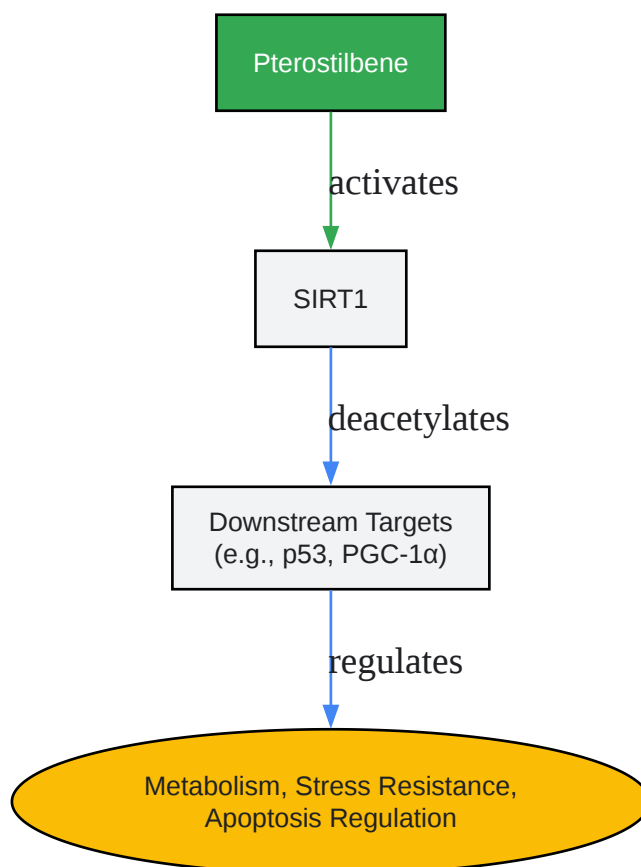 Pterostilbene
activates
SIRT1
deacetylates
Downstream Targets
(e.g., p53, PGC-1α)
regulates
Metabolism, Stress Resistance,
Apoptosis Regulation